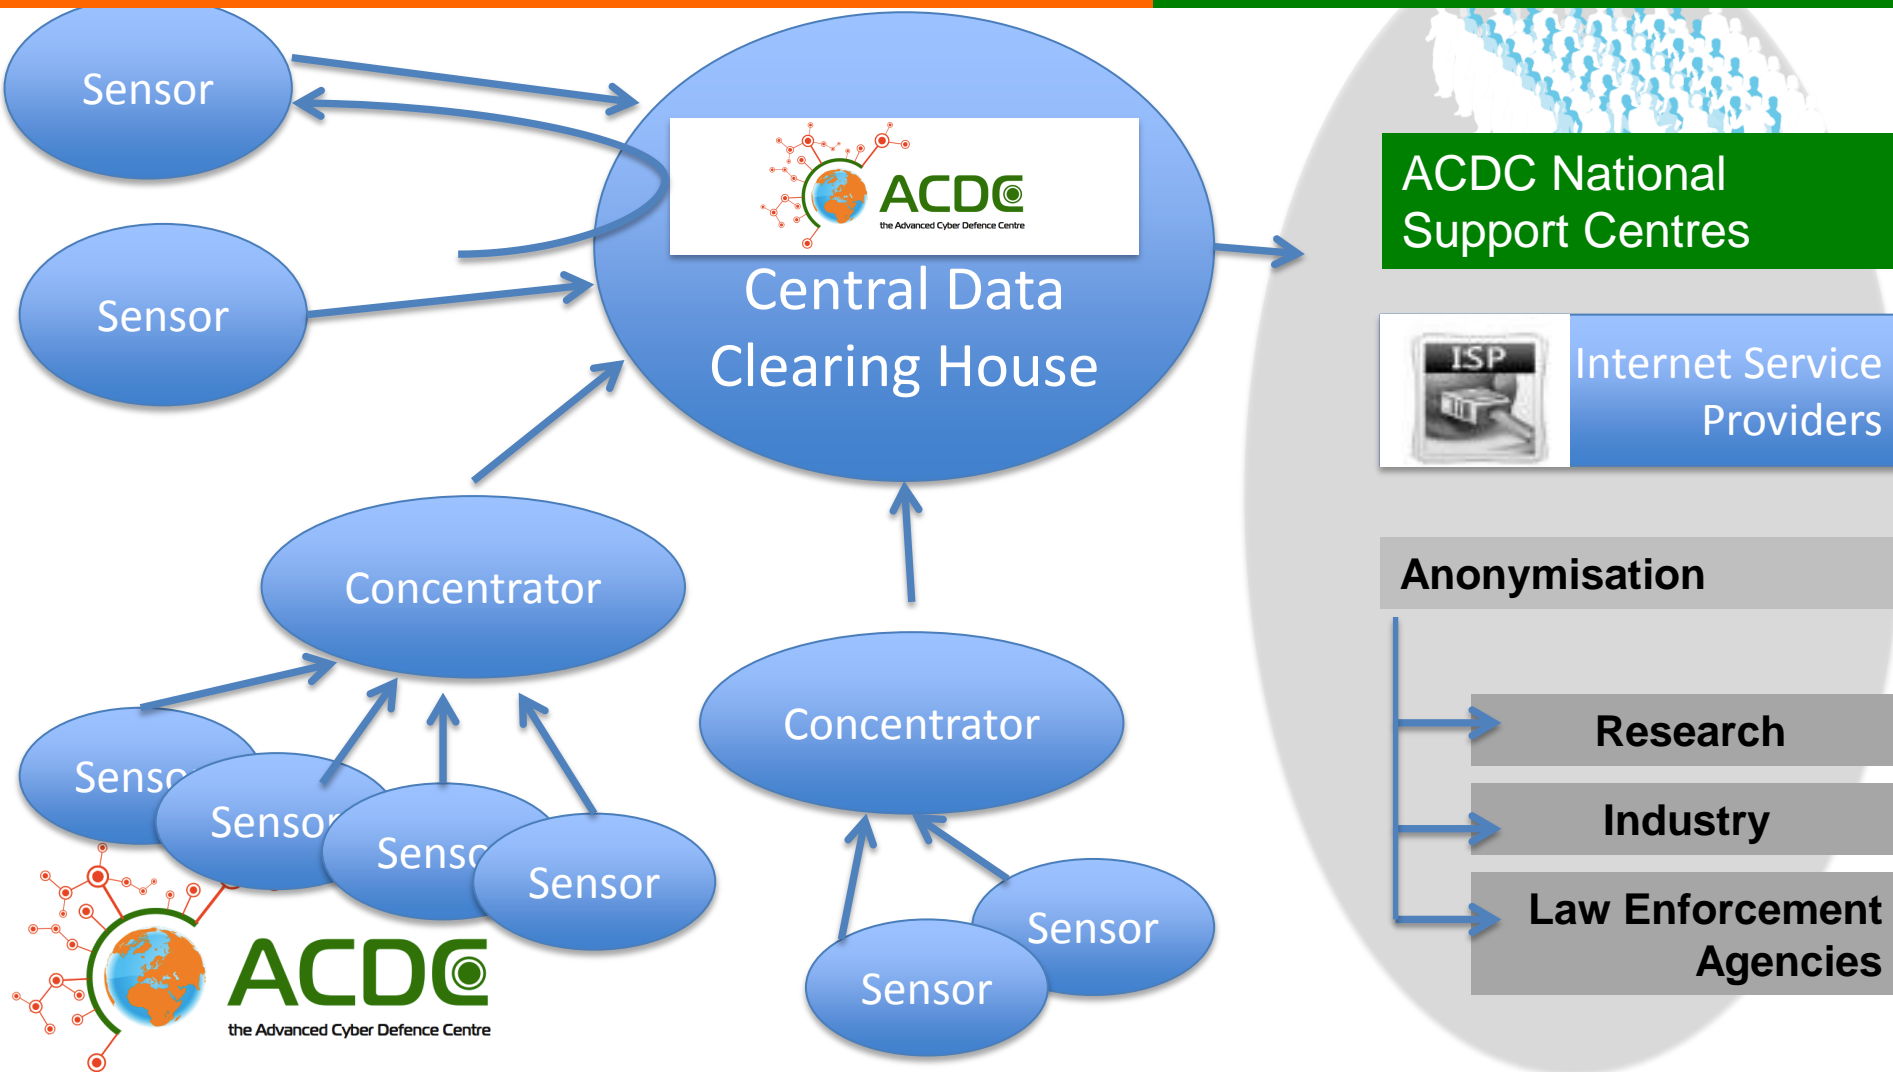 Sensor
Sensor
ACDC
the Advanced Cyber Defence Centre
Central Data
Clearing House
ACDC National
Support Centres
ISP
Internet Service
Providers
Concentrator
Anonymisation
Concentrator
Research
Industry
Law Enforcement
Agencies
Senso
Sensor
Senso
Sensor
Sensor
Sensor
ACDC
the Advanced Cyber Defence Centre